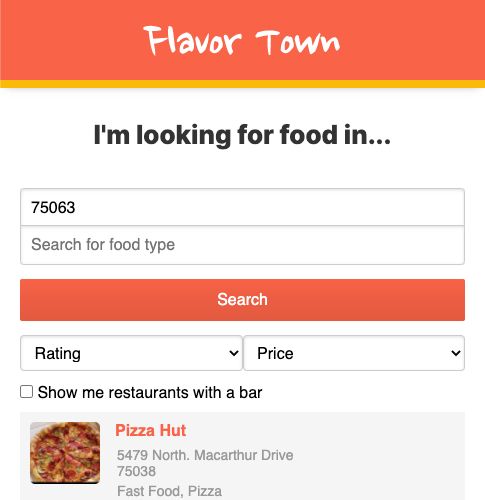 Flavor Town
I'm looking for food in...
75063
Search for food type
Search
Rating
Price
Show me restaurants with a bar
Pizza Hut
5479 North. Macarthur Drive
75038
Fast Food, Pizza